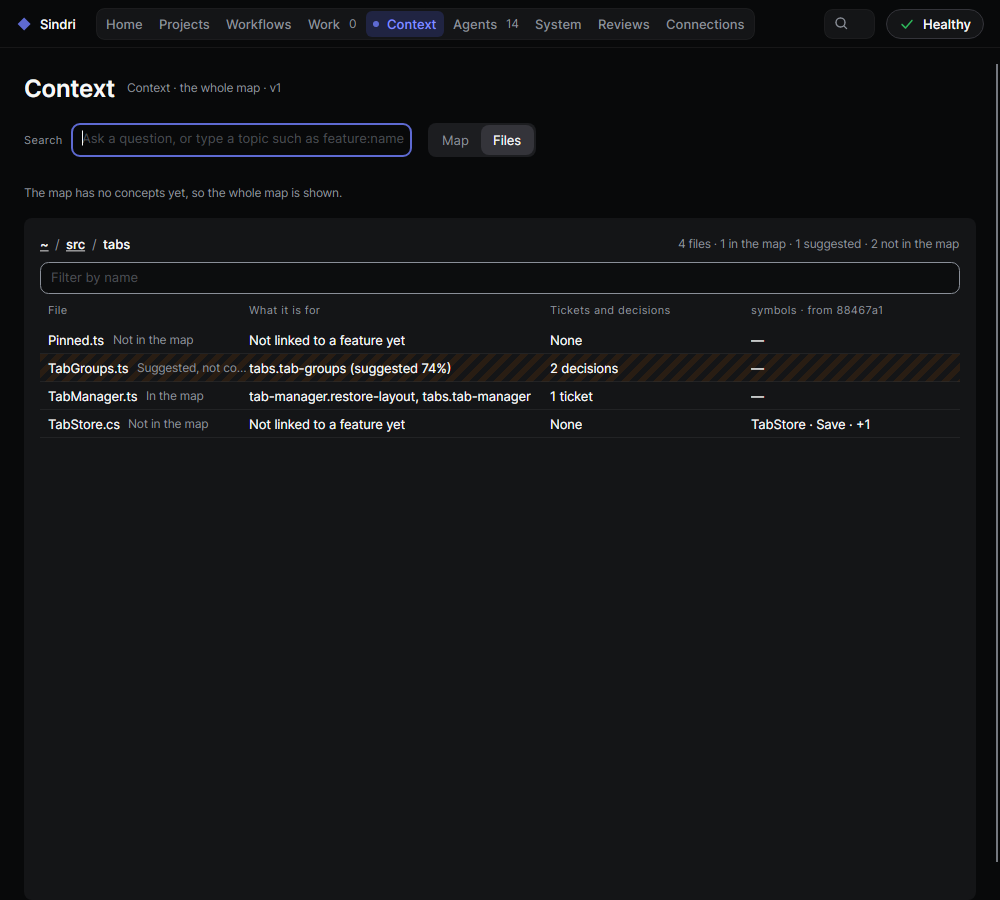 Sindri Home Projects Workflows Work 0 Context Agents 14 System Reviews Connections Healthy
Context Context · the whole map · v1
Search Ask a question, or type a topic such as feature:name Map Files
The map has no concepts yet, so the whole map is shown.
~ / src / tabs 4 files · 1 in the map · 1 suggested · 2 not in the map
Filter by name
File What it is for Tickets and decisions symbols · from 88467a1
Pinned.ts Not in the map Not linked to a feature yet None —
TabGroups.ts Suggested, not co... tabs.tab-groups (suggested 74%) 2 decisions —
TabManager.ts In the map tab-manager.restore-layout, tabs.tab-manager 1 ticket —
TabStore.cs Not in the map Not linked to a feature yet None TabStore · Save · +1